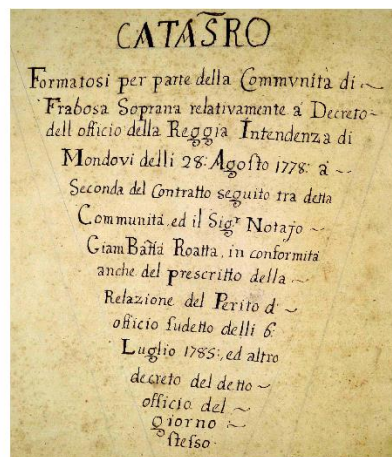 CATASRO
Formatosi per parte della Commvnità di ~
Frabosa Soprana relativamente a' Decreto ~
dell officio della Reggia Intendenza di
Mondovi delli 28: Agosto 1778: a' ~
Seconda del Contratto seguito tra detta
Communità, ed il Sigr. Notajo ~
GiamBatta Roatta, in conformità
anche del prescritto della ~
Relazione del Perito d' ~
officio sudetto delli 6:
Luglio 1785:, ed altro
decreto del detto ~
officio del ~
giorno ~
stesso.